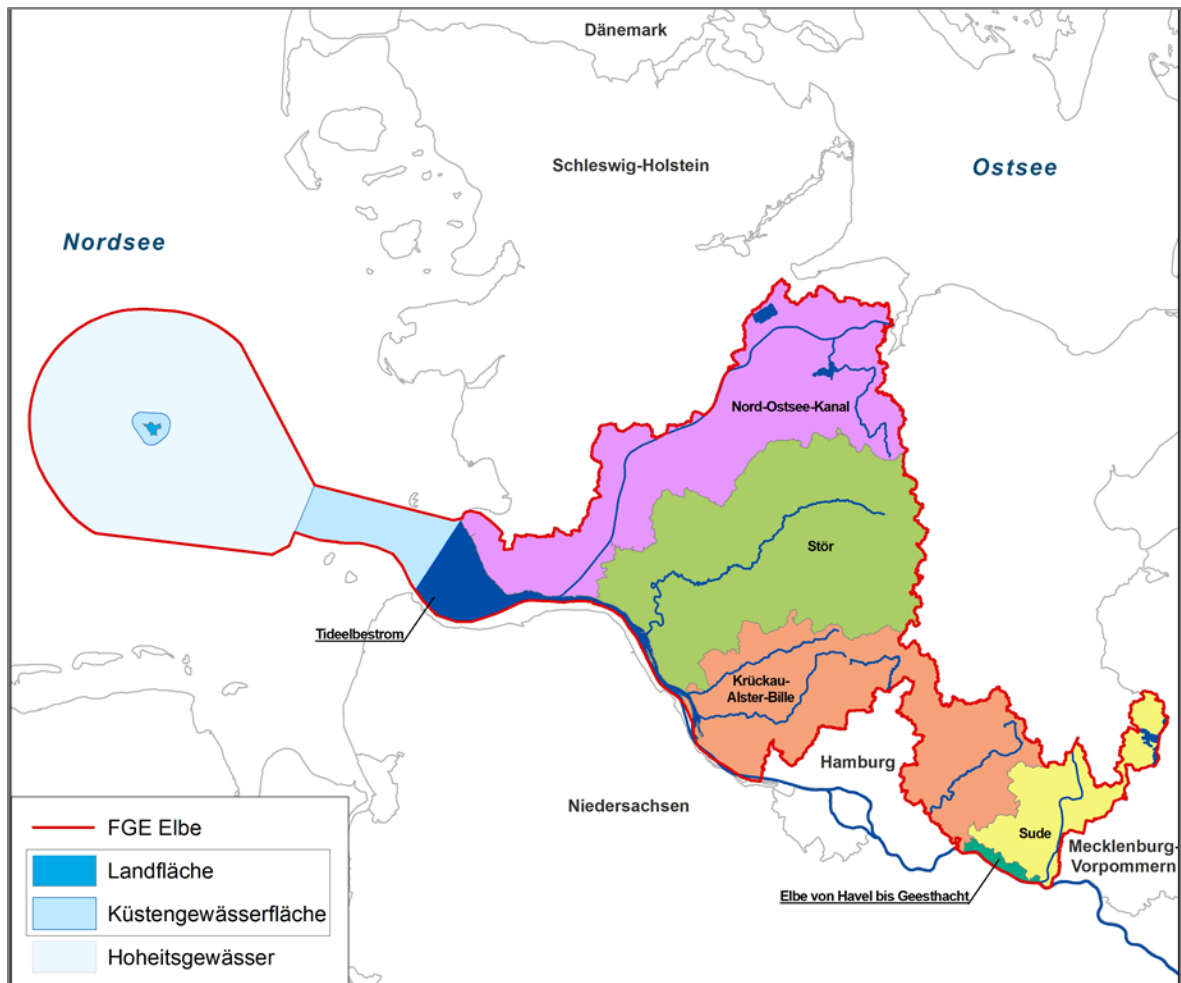 Dänemark
Schleswig-Holstein
Ostsee
Nordsee
Nord-Ostsee-Kanal
Stör
Tideelbestrom
Krückau-
Alster-Bille
Hamburg
Niedersachsen
Sude
Mecklenburg-
Vorpommern
Elbe von Havel bis Geesthacht
FGE Elbe
Landfläche
Küstengewässerfläche
Hoheitsgewässer